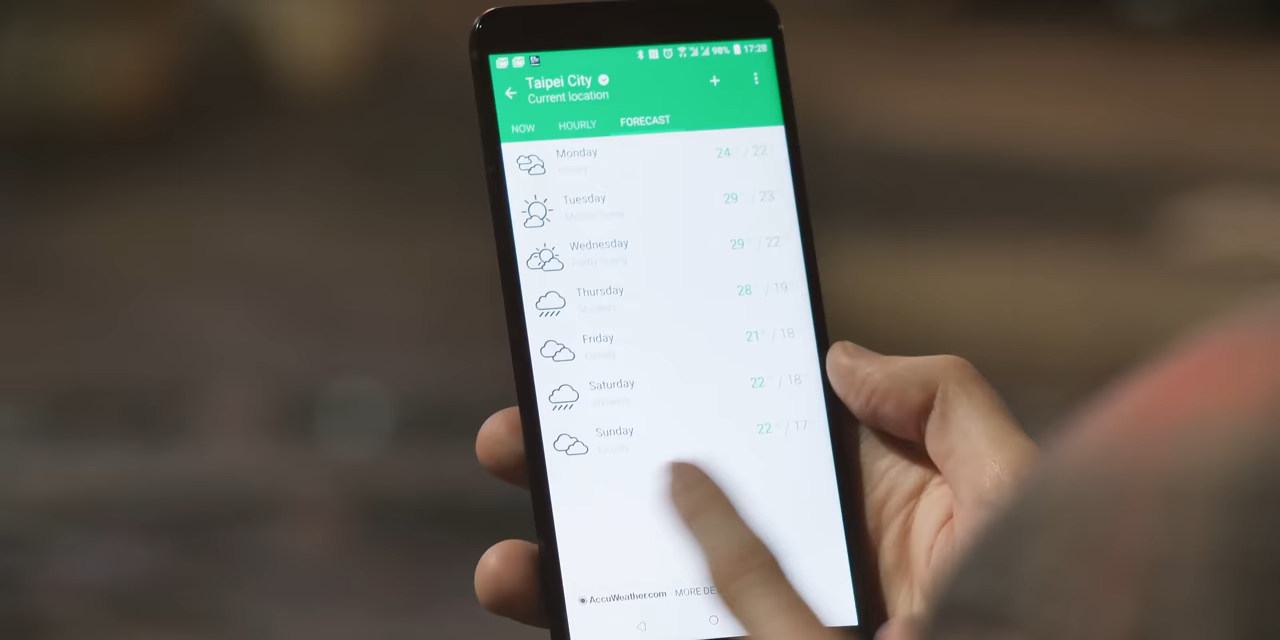 98% 17:28
Taipei City
Current location
NOW HOURLY FORECAST
Monday 24° / 22
Tuesday 29° / 23
Wednesday 29° / 22
Thursday 28° / 19°
Friday 21° / 18
Saturday 22° / 18°
Sunday 22° / 17
AccuWeather.com MORE DE